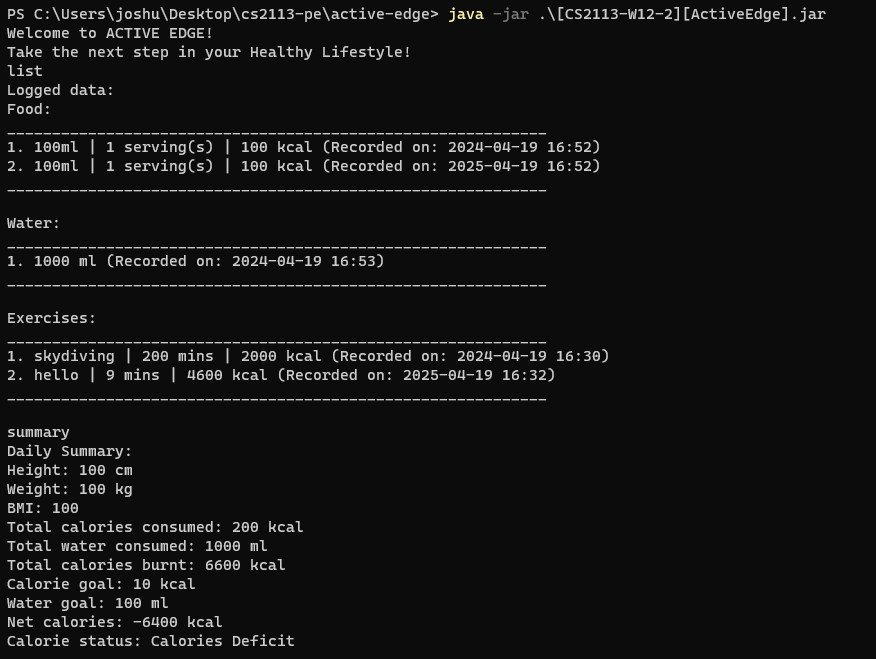 PS C:\Users\joshu\Desktop\cs2113-pe\active-edge> java -jar .\[CS2113-W12-2][ActiveEdge].jar
Welcome to ACTIVE EDGE!
Take the next step in your Healthy Lifestyle!
list
Logged data:
Food:
____________________________________________________________
1. 100ml | 1 serving(s) | 100 kcal (Recorded on: 2024-04-19 16:52)
2. 100ml | 1 serving(s) | 100 kcal (Recorded on: 2025-04-19 16:52)
____________________________________________________________
Water:
____________________________________________________________
1. 1000 ml (Recorded on: 2024-04-19 16:53)
____________________________________________________________
Exercises:
____________________________________________________________
1. skydiving | 200 mins | 2000 kcal (Recorded on: 2024-04-19 16:30)
2. hello | 9 mins | 4600 kcal (Recorded on: 2025-04-19 16:32)
____________________________________________________________
summary
Daily Summary:
Height: 100 cm
Weight: 100 kg
BMI: 100
Total calories consumed: 200 kcal
Total water consumed: 1000 ml
Total calories burnt: 6600 kcal
Calorie goal: 10 kcal
Water goal: 100 ml
Net calories: -6400 kcal
Calorie status: Calories Deficit